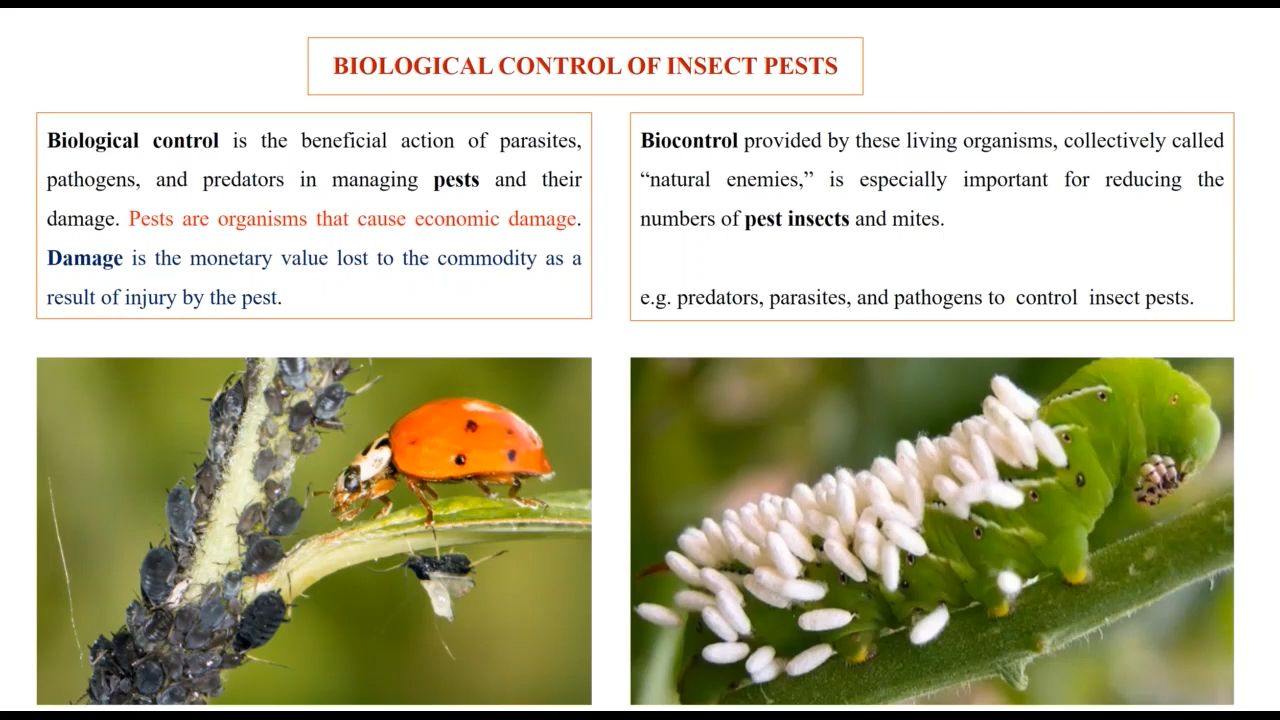 BIOLOGICAL CONTROL OF INSECT PESTS
Biological control is the beneficial action of parasites,
pathogens, and predators in managing pests and their
damage. Pests are organisms that cause economic damage.
Damage is the monetary value lost to the commodity as a
result of injury by the pest.
Biocontrol provided by these living organisms, collectively called
“natural enemies,” is especially important for reducing the
numbers of pest insects and mites.
e.g. predators, parasites, and pathogens to control insect pests.